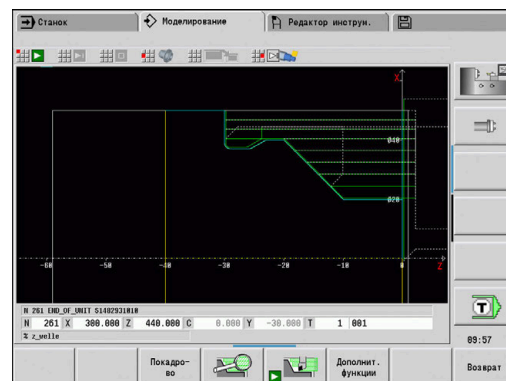 Станок
Моделирование
Редактор инструм.
X
Ø40
Ø20
-60 -50 -40 -30 -20 -10 0 Z
N 261 END_OF_UNIT S1402931010
N 261 X 300.000 Z 440.000 C 0.000 Y -30.000 T 1 001
% z_welle
T
09:57
Покадро-
во
Дополнит.
функции
Возврат